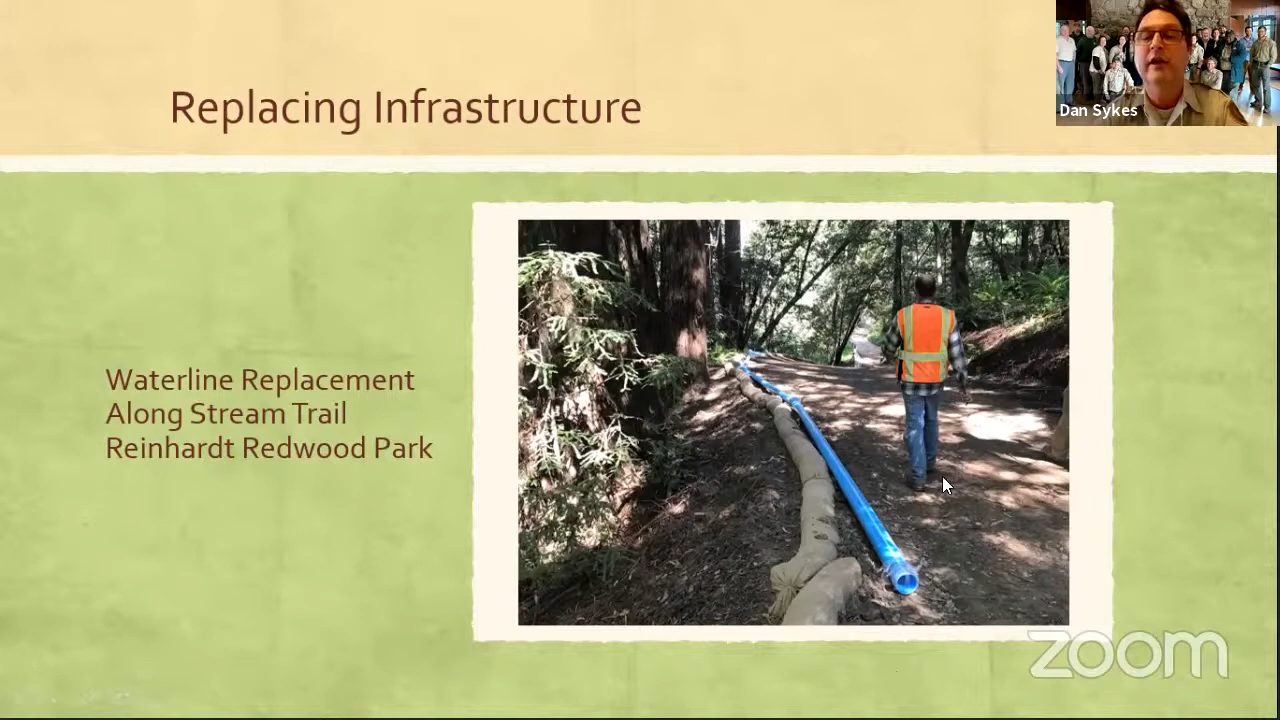 Replacing Infrastructure
Dan Sykes
Waterline Replacement
Along Stream Trail
Reinhardt Redwood Park
zoom